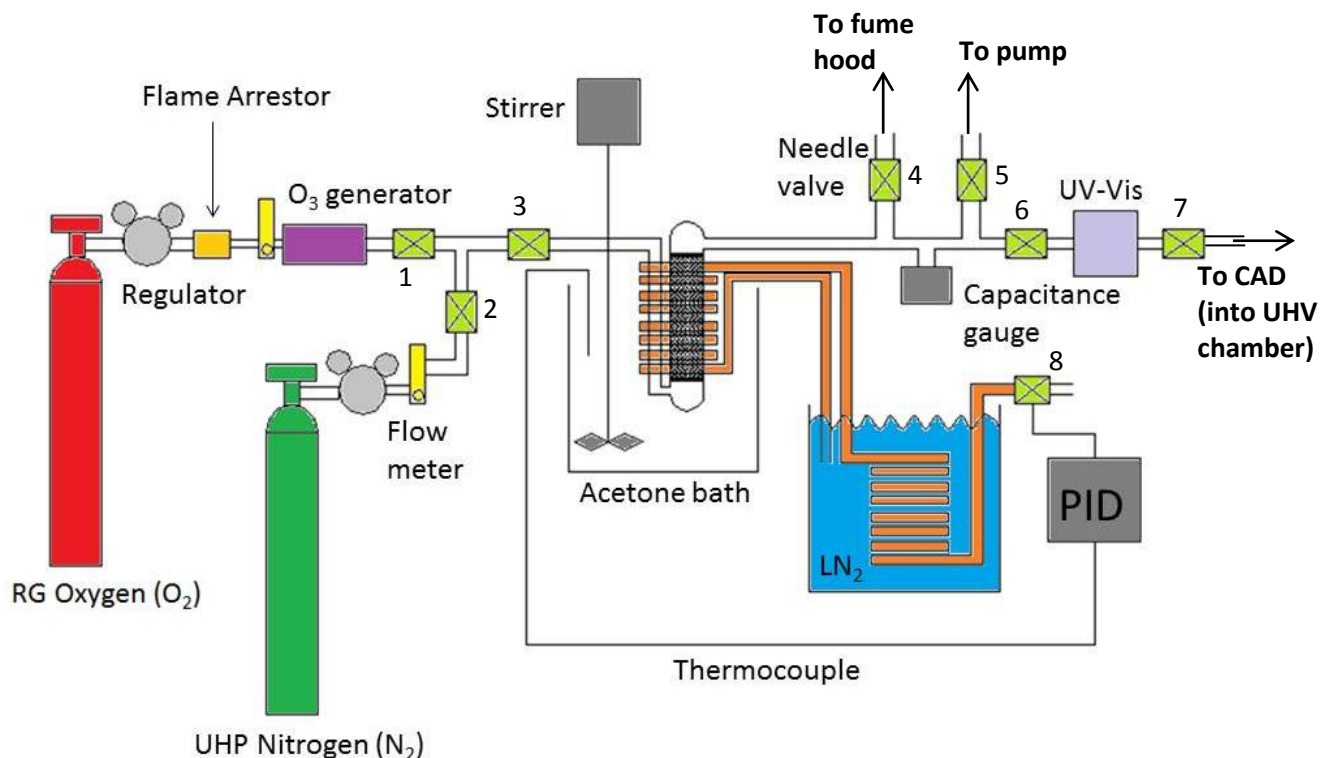 To fume
hood
To pump
Flame Arrestor
Stirrer
Needle
valve
4
5
UV-Vis
O₃ generator
3
6
7
1
Regulator
2
To CAD
(into UHV
chamber)
Capacitance
gauge
8
Flow
meter
Acetone bath
PID
LN₂
RG Oxygen (O₂)
Thermocouple
UHP Nitrogen (N₂)